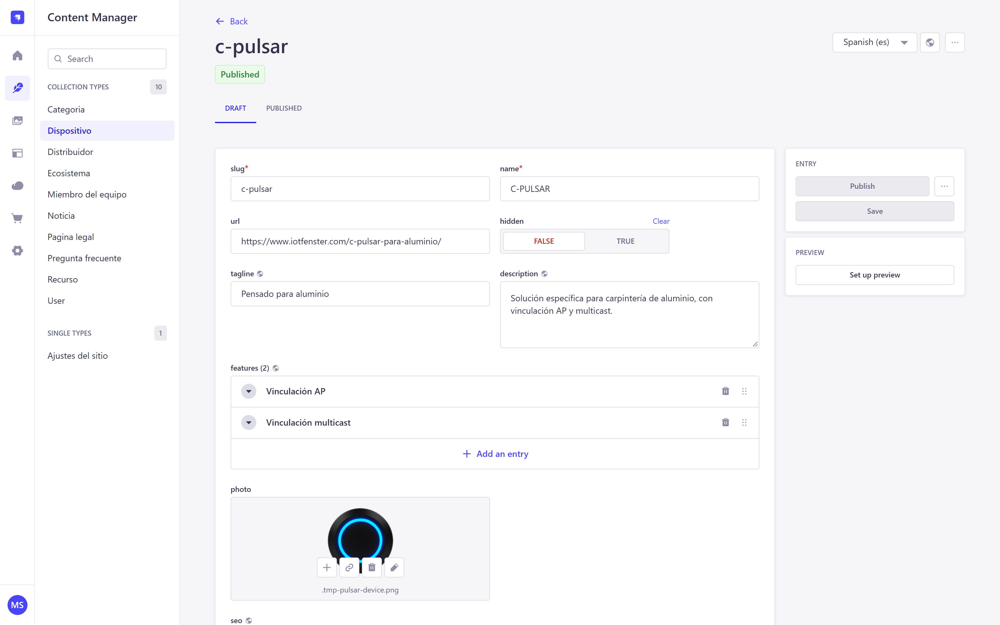 Content Manager
Search
COLLECTION TYPES 10
Categoria
Dispositivo
Distribuidor
Ecosistema
Miembro del equipo
Noticia
Pagina legal
Pregunta frecuente
Recurso
User
SINGLE TYPES 1
Ajustes del sitio
MS
Back
c-pulsar
Published
Spanish (es)
DRAFT PUBLISHED
slug*
c-pulsar
name*
C-PULSAR
url
https://www.iotfenster.com/c-pulsar-para-aluminio/
hidden Clear
FALSE TRUE
tagline
Pensado para aluminio
description
Solución específica para carpintería de aluminio, con
vinculación AP y multicast.
features (2)
Vinculación AP
Vinculación multicast
Add an entry
photo
.tmp-pulsar-device.png
seo
ENTRY
Publish
Save
PREVIEW
Set up preview